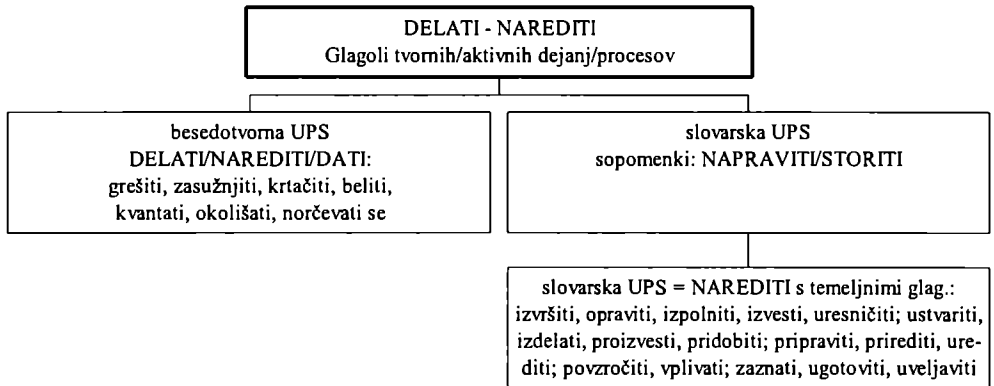 DELATI - NAREDITI
Glagoli tvornih/aktivnih dejanj/procesov
besedotvorna UPS
DELATI/NAREDITI/DATI:
grešiti, zasužnjiti, krtačiti, beliti,
kvantati, okolišati, norčevati se
slovarska UPS
sopomenki: NAPRAVITI/STORITI
slovarska UPS = NAREDITI s temeljnimi glag.:
izvršiti, opraviti, izpolniti, izvesti, uresničiti; ustvariti,
izdelati, proizvesti, pridobiti; pripraviti, prirediti, ure-
diti; povzročiti, vplivati; zaznati, ugotoviti, uveljaviti